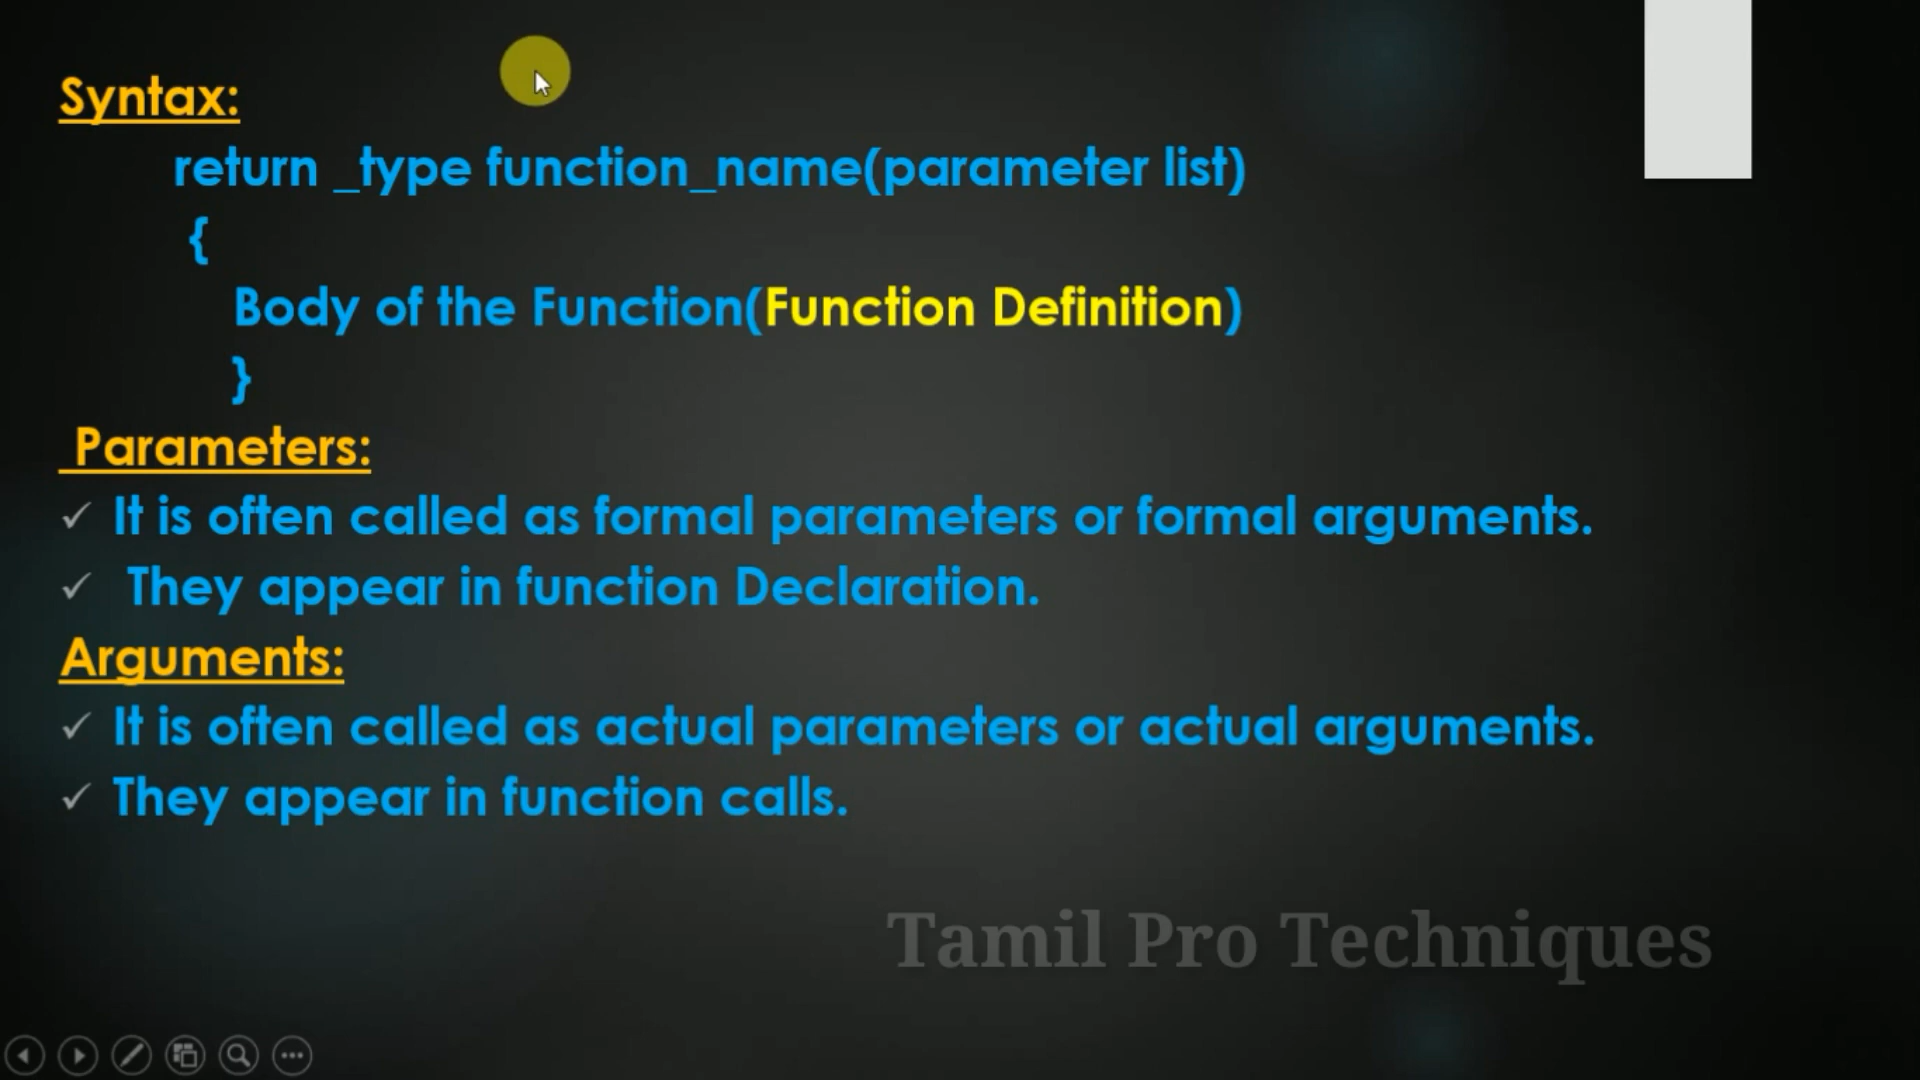 Syntax:
return _type function_name(parameter list)
{
Body of the Function(Function Definition)
}
Parameters:
✓ It is often called as formal parameters or formal arguments.
✓ They appear in function Declaration.
Arguments:
✓ It is often called as actual parameters or actual arguments.
✓ They appear in function calls.
Tamil Pro Techniques